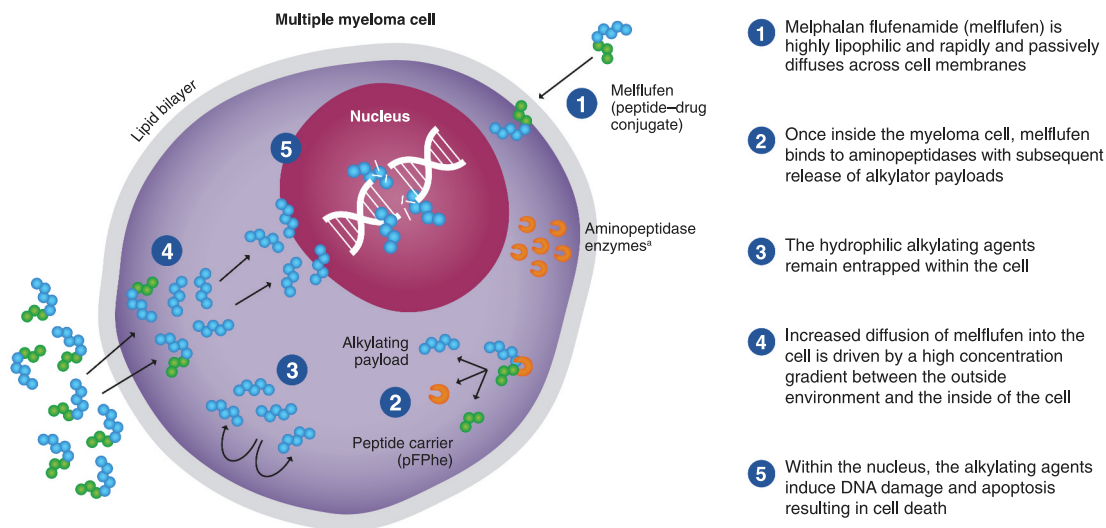 Multiple myeloma cell
Lipid bilayer
Nucleus
1
Melflufen
(peptide–drug
conjugate)
5
Aminopeptidase
enzymesᵃ
4
Alkylating
payload
3
2
Peptide carrier
(pFPhe)
1 Melphalan flufenamide (melflufen) is
highly lipophilic and rapidly and passively
diffuses across cell membranes
2 Once inside the myeloma cell, melflufen
binds to aminopeptidases with subsequent
release of alkylator payloads
3 The hydrophilic alkylating agents
remain entrapped within the cell
4 Increased diffusion of melflufen into the
cell is driven by a high concentration
gradient between the outside
environment and the inside of the cell
5 Within the nucleus, the alkylating agents
induce DNA damage and apoptosis
resulting in cell death